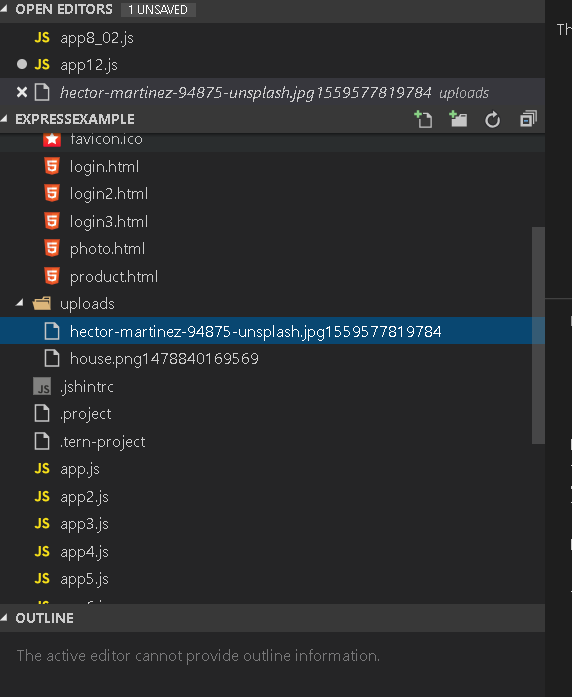 OPEN EDITORS 1 UNSAVED
JS app8_02.js
JS app12.js
hector-martinez-94875-unsplash.jpg1559577819784 uploads
EXPRESSEXAMPLE
favicon.ico
login.html
login2.html
login3.html
photo.html
product.html
uploads
hector-martinez-94875-unsplash.jpg1559577819784
house.png1478840169569
JS .jshintrc
.project
.tern-project
JS app.js
JS app2.js
JS app3.js
JS app4.js
JS app5.js
OUTLINE
The active editor cannot provide outline information.
Th